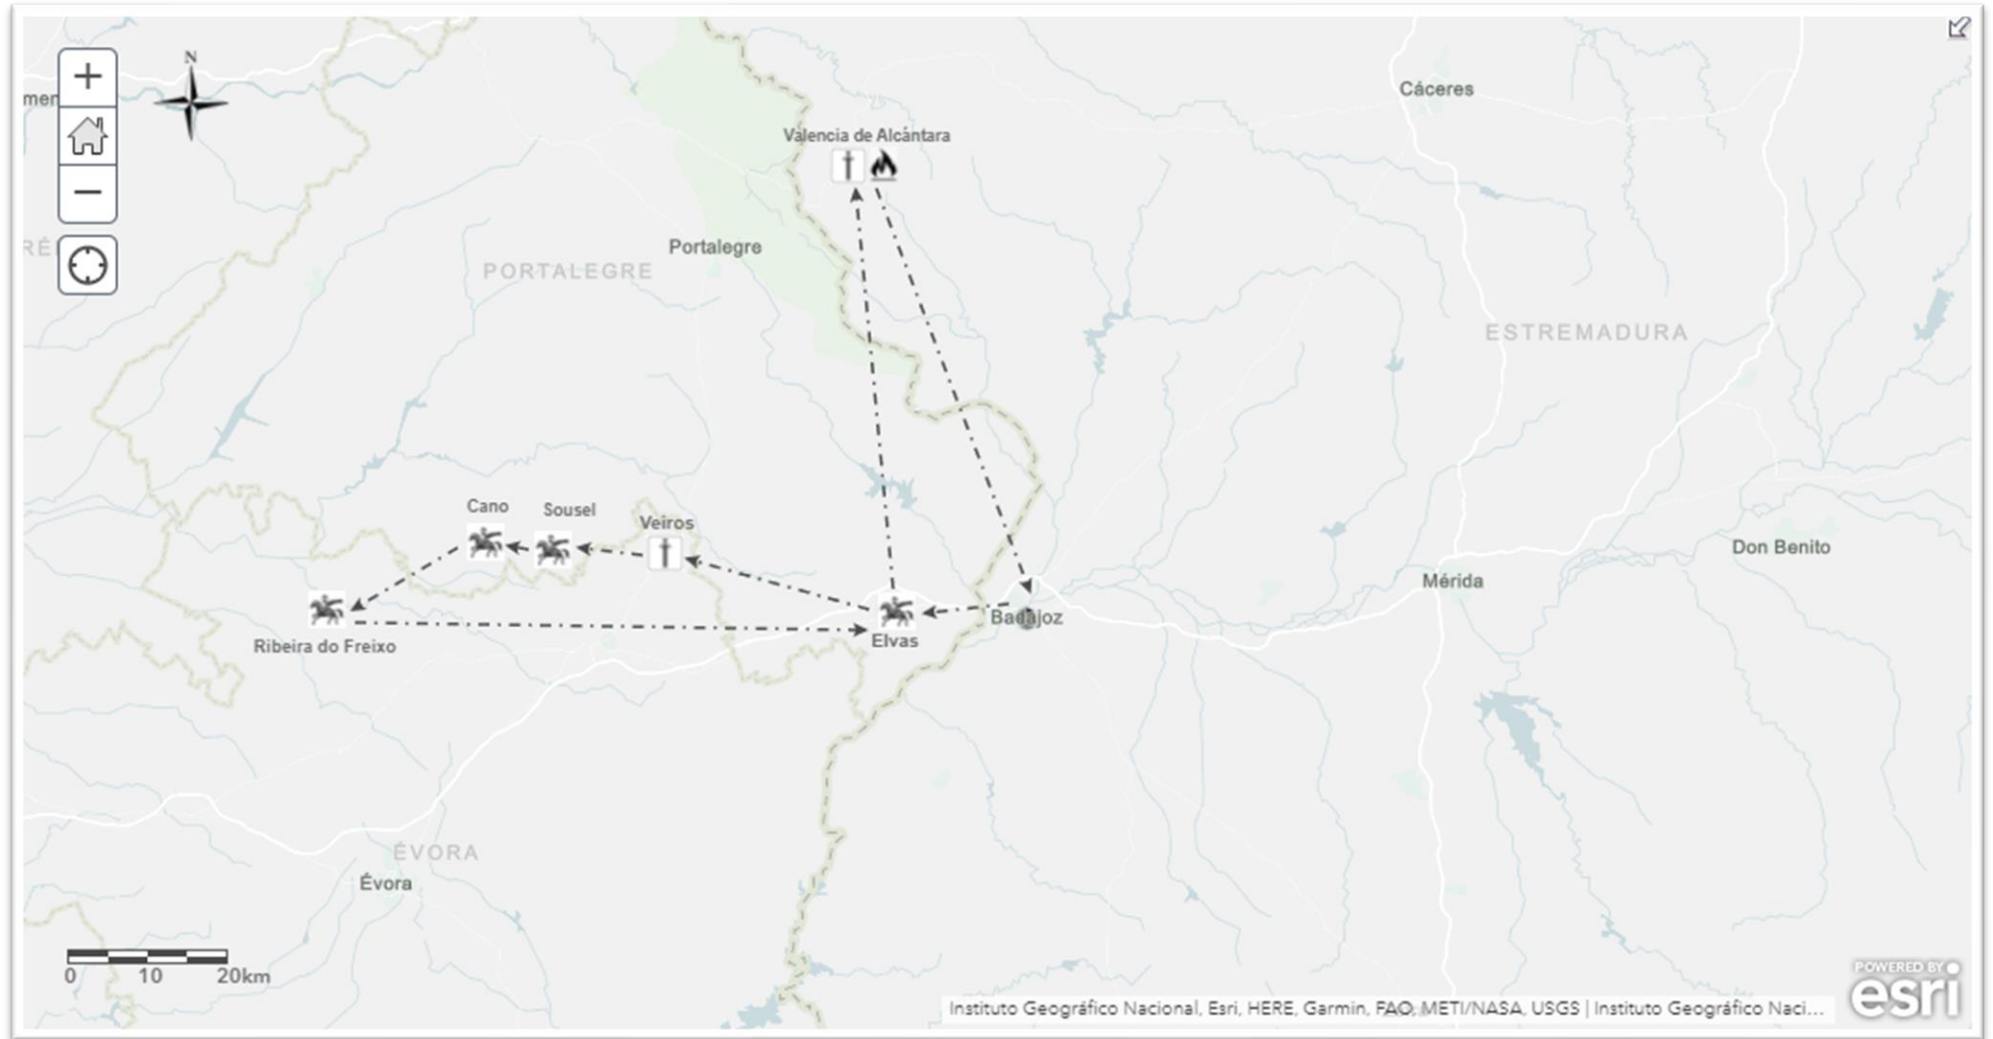 +
N
men
−
RÉ
Cáceres
Valencia de Alcántara
Portalegre
PORTALEGRE
ESTREMADURA
Cano
Sousel
Veiros
Don Benito
Mérida
Ribeira do Freixo
Elvas
Badajoz
ÉVORA
Évora
0 10 20km
POWERED BY
esri
Instituto Geográfico Nacional, Esri, HERE, Garmin, FAO, METI/NASA, USGS | Instituto Geográfico Naci...